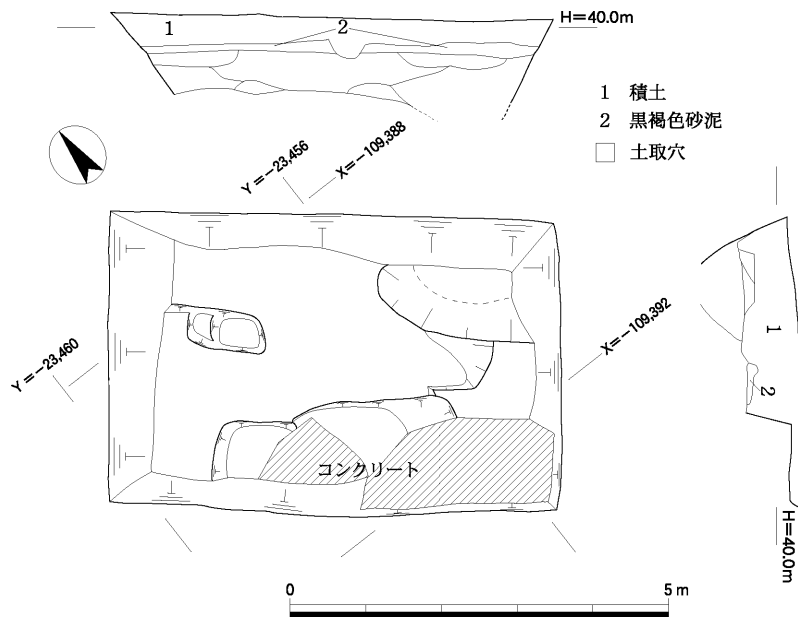 1
2
H=40.0m
1 積土
2 黒褐色砂泥
土取穴
Y=-23,456
X=-109,388
Y=-23,460
X=-109,392
1
2
コンクリート
H=40.0m
0
5 m